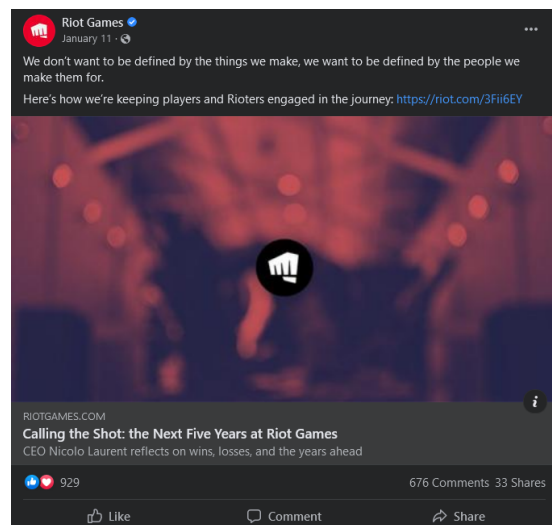 Riot Games
January 11 ·
We don't want to be defined by the things we make, we want to be defined by the people we
make them for.
Here's how we're keeping players and Rioters engaged in the journey: https://riot.com/3Fii6EY
RIOTGAMES.COM
Calling the Shot: the Next Five Years at Riot Games
CEO Nicolo Laurent reflects on wins, losses, and the years ahead
929
676 Comments 33 Shares
Like
Comment
Share